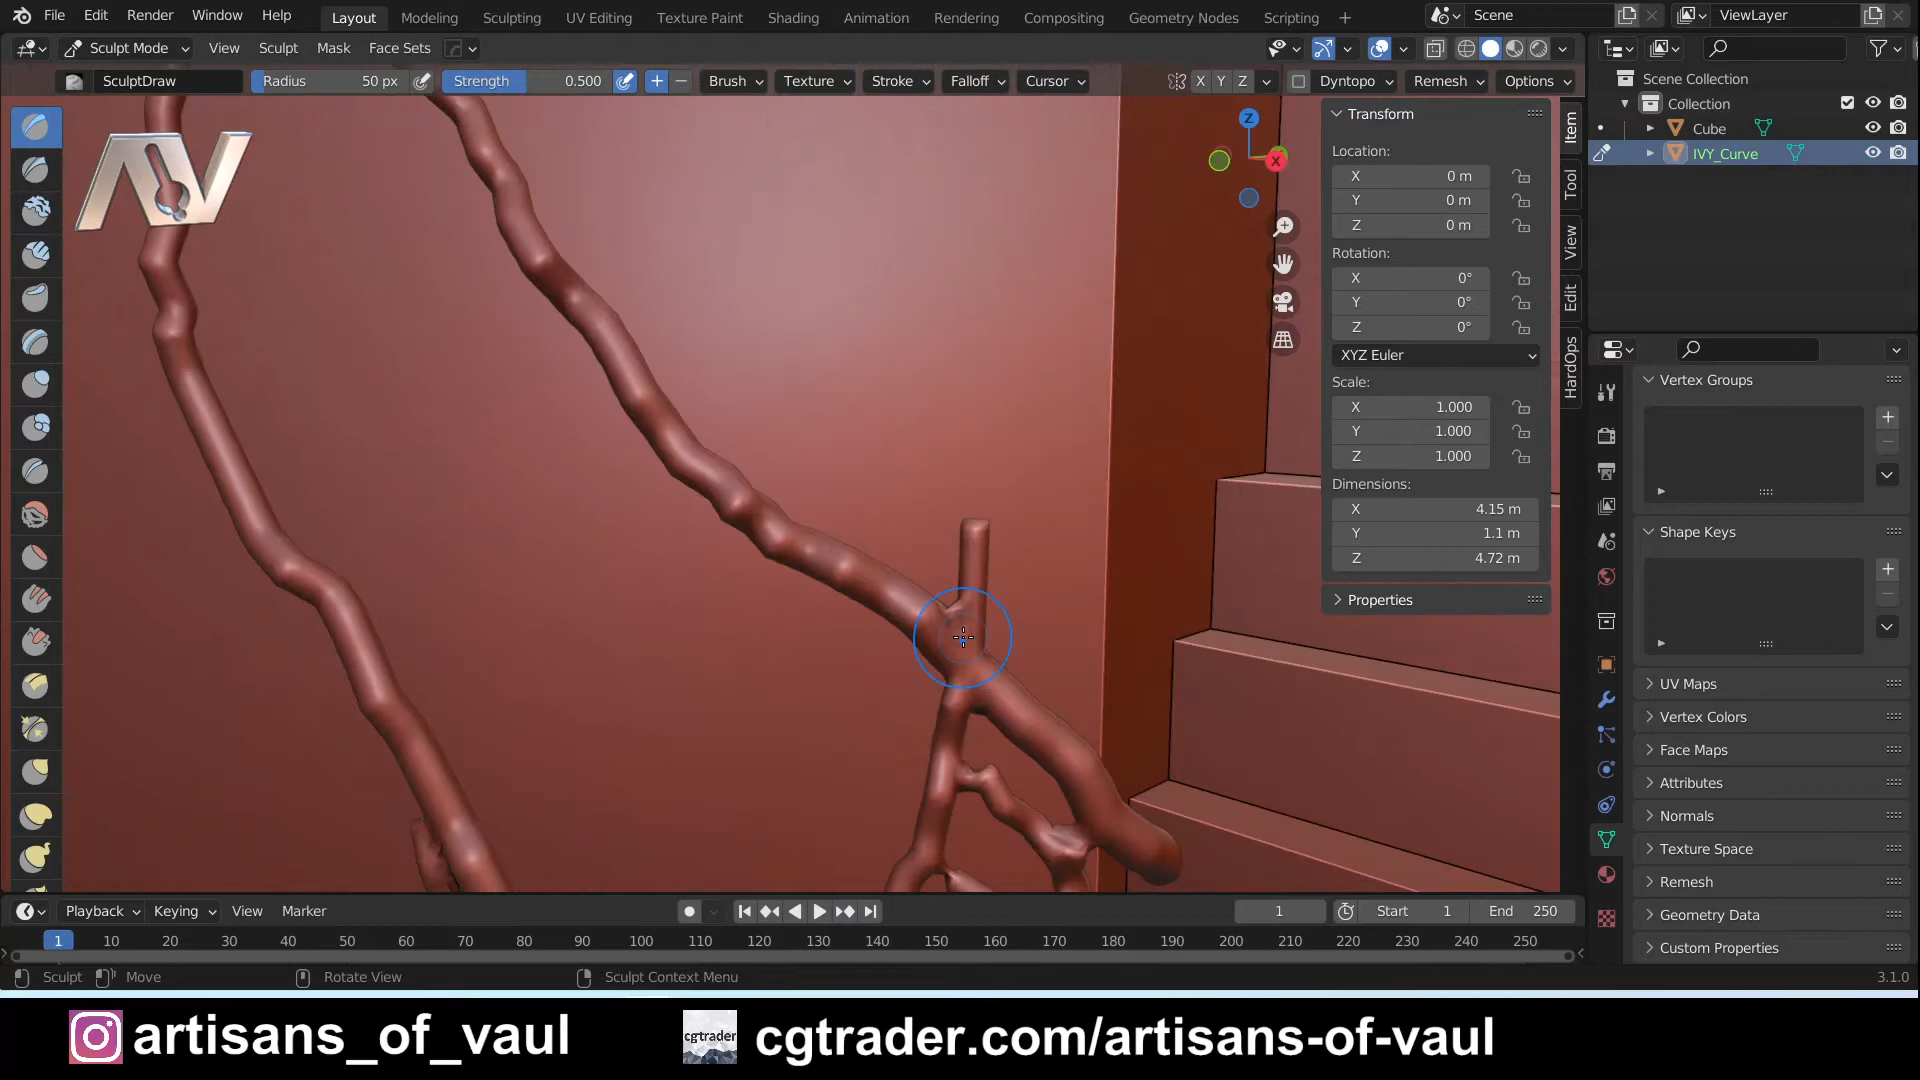 File Edit Render Window Help Layout Modeling Sculpting UV Editing Texture Paint Shading Animation Rendering Compositing Geometry Nodes Scripting + Scene ViewLayer
Sculpt Mode View Sculpt Mask Face Sets
SculptDraw Radius 50 px Strength 0.500 Brush Texture Stroke Falloff Cursor X Y Z Dyntopo Remesh Options
Scene Collection
Collection
Cube
IVY_Curve
AV
Z
X
Transform
Location:
X 0 m
Y 0 m
Z 0 m
Rotation:
X 0°
Y 0°
Z 0°
XYZ Euler
Scale:
X 1.000
Y 1.000
Z 1.000
Dimensions:
X 4.15 m
Y 1.1 m
Z 4.72 m
Properties
Item
Tool
View
Edit
HardOps
Vertex Groups
Shape Keys
UV Maps
Vertex Colors
Face Maps
Attributes
Normals
Texture Space
Remesh
Geometry Data
Custom Properties
Playback Keying View Marker 1 Start 1 End 250
1 10 20 30 40 50 60 70 80 90 100 110 120 130 140 150 160 170 180 190 200 210 220 230 240 250
Sculpt Move Rotate View Sculpt Context Menu 3.1.0
artisans_of_vaul cgtrader cgtrader.com/artisans-of-vaul